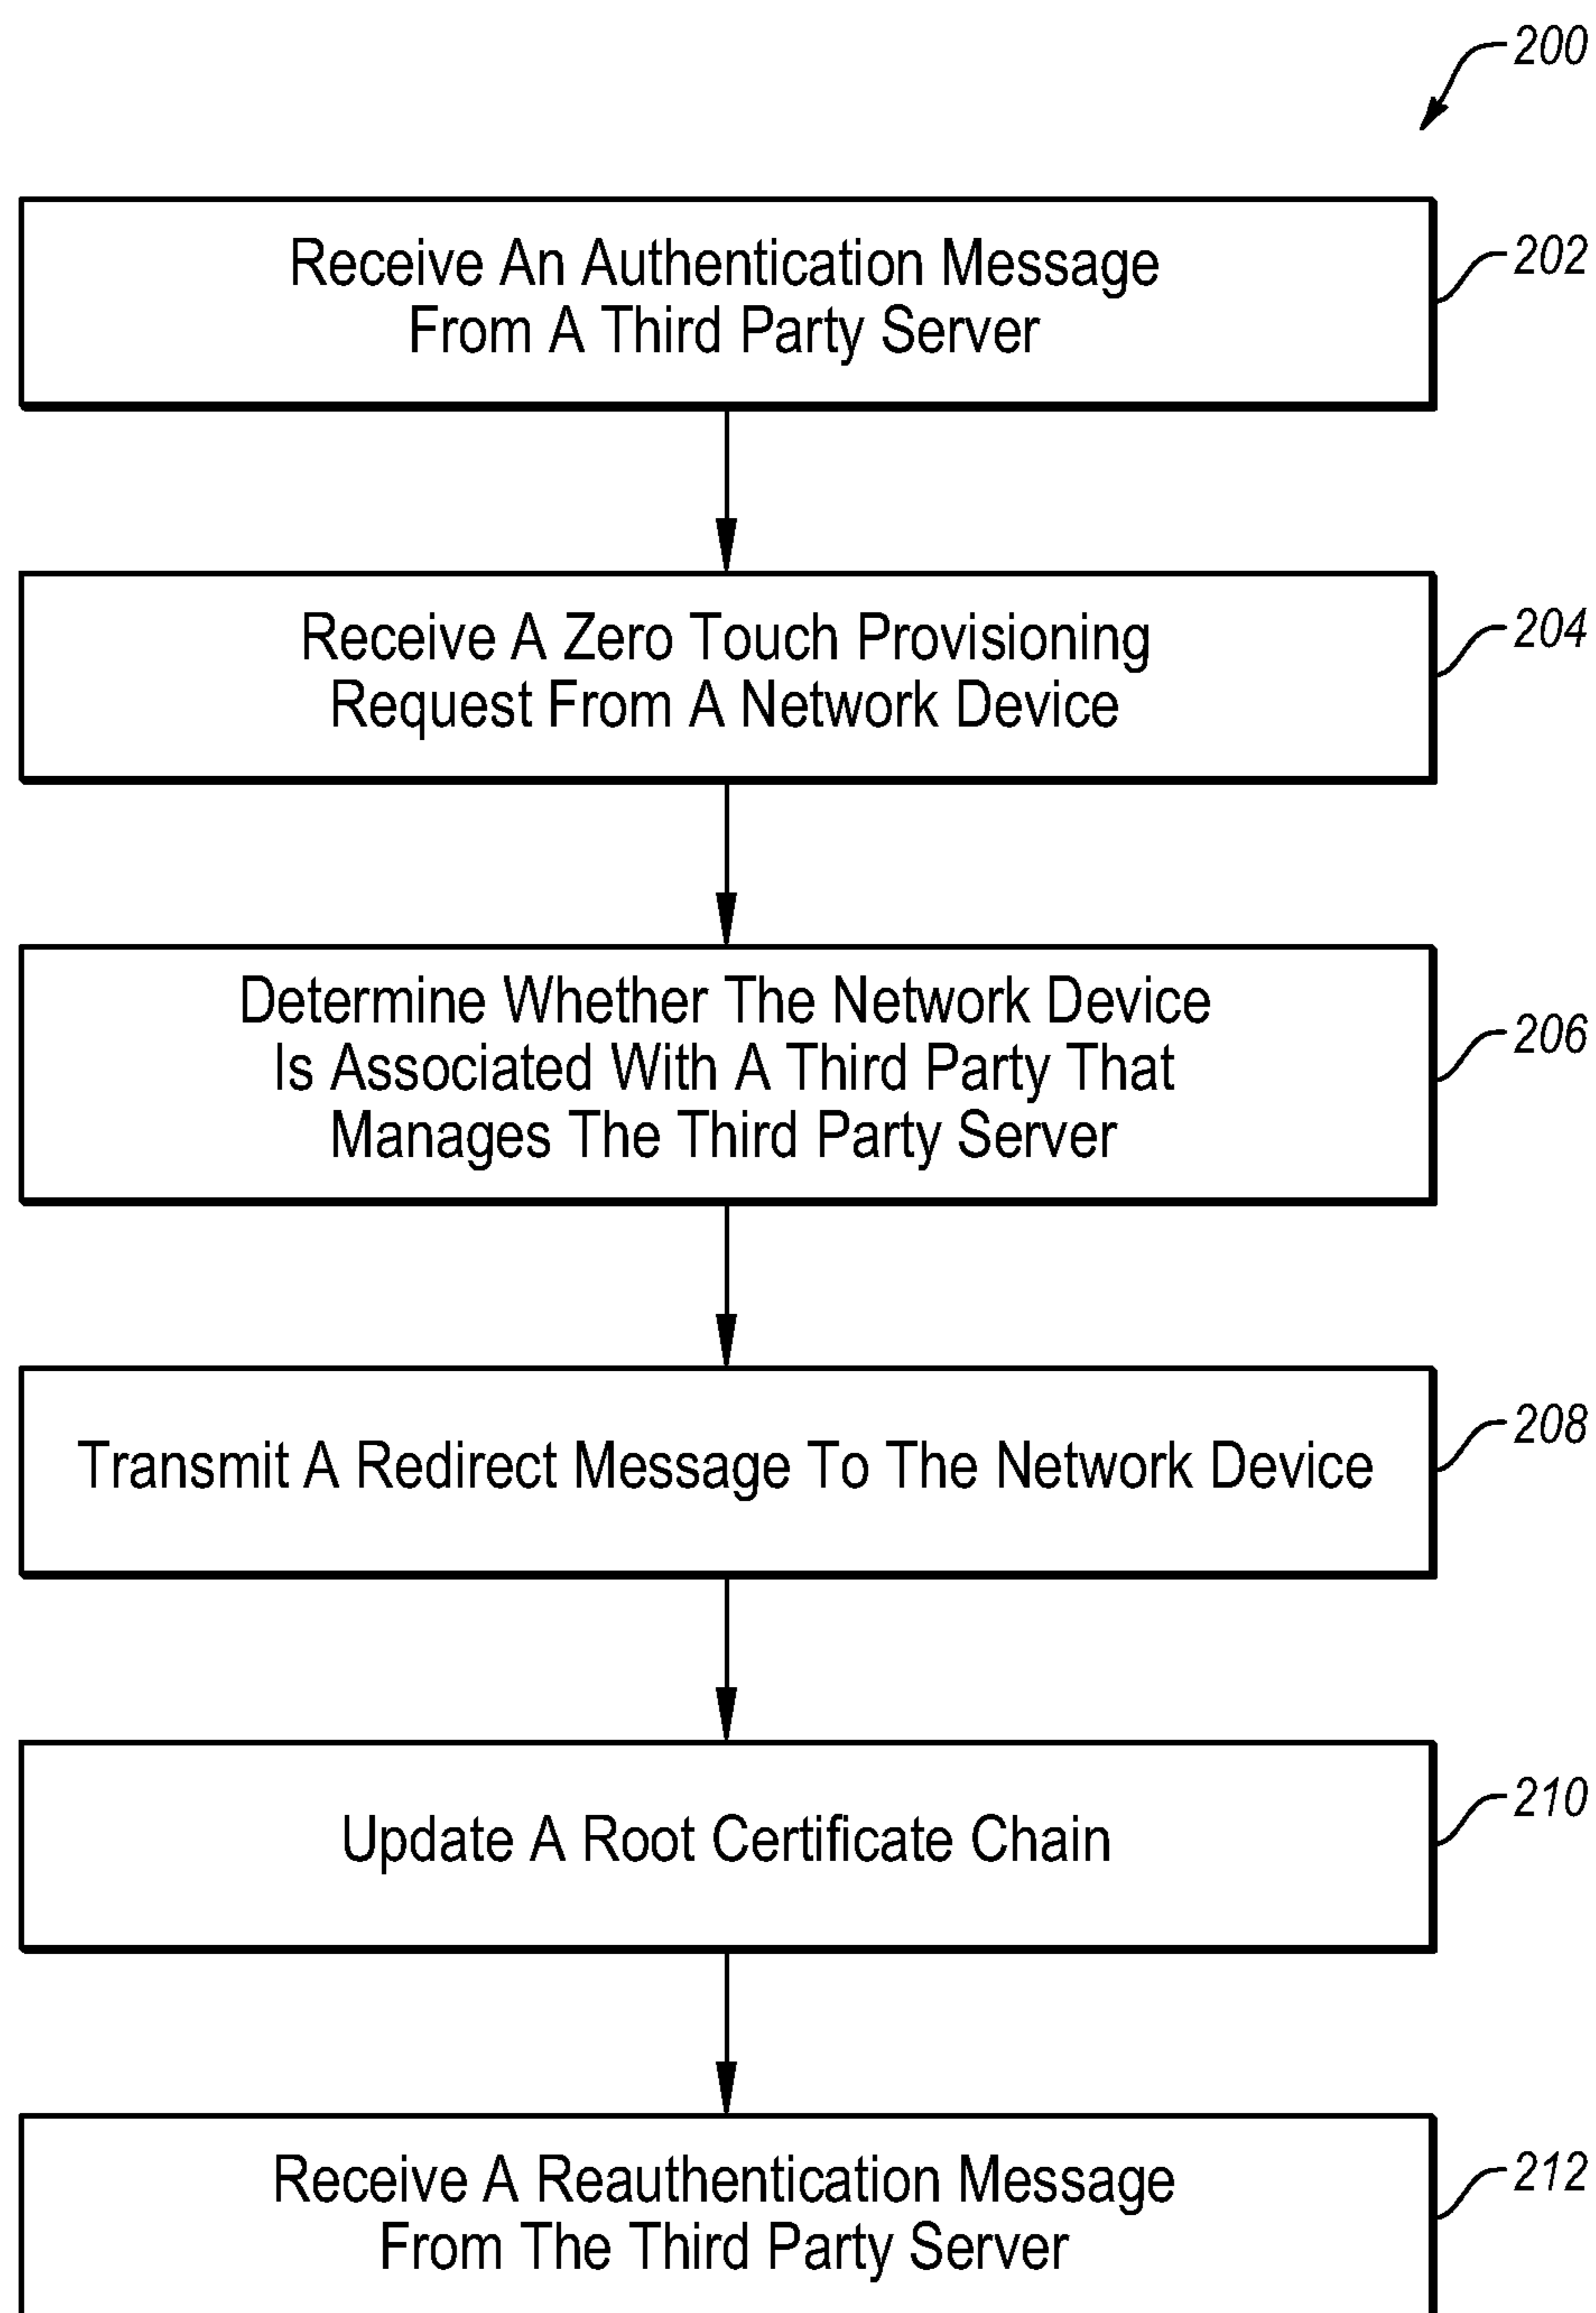 200
Receive An Authentication Message
From A Third Party Server
202
Receive A Zero Touch Provisioning
Request From A Network Device
204
Determine Whether The Network Device
Is Associated With A Third Party That
Manages The Third Party Server
206
Transmit A Redirect Message To The Network Device
208
Update A Root Certificate Chain
210
Receive A Reauthentication Message
From The Third Party Server
212